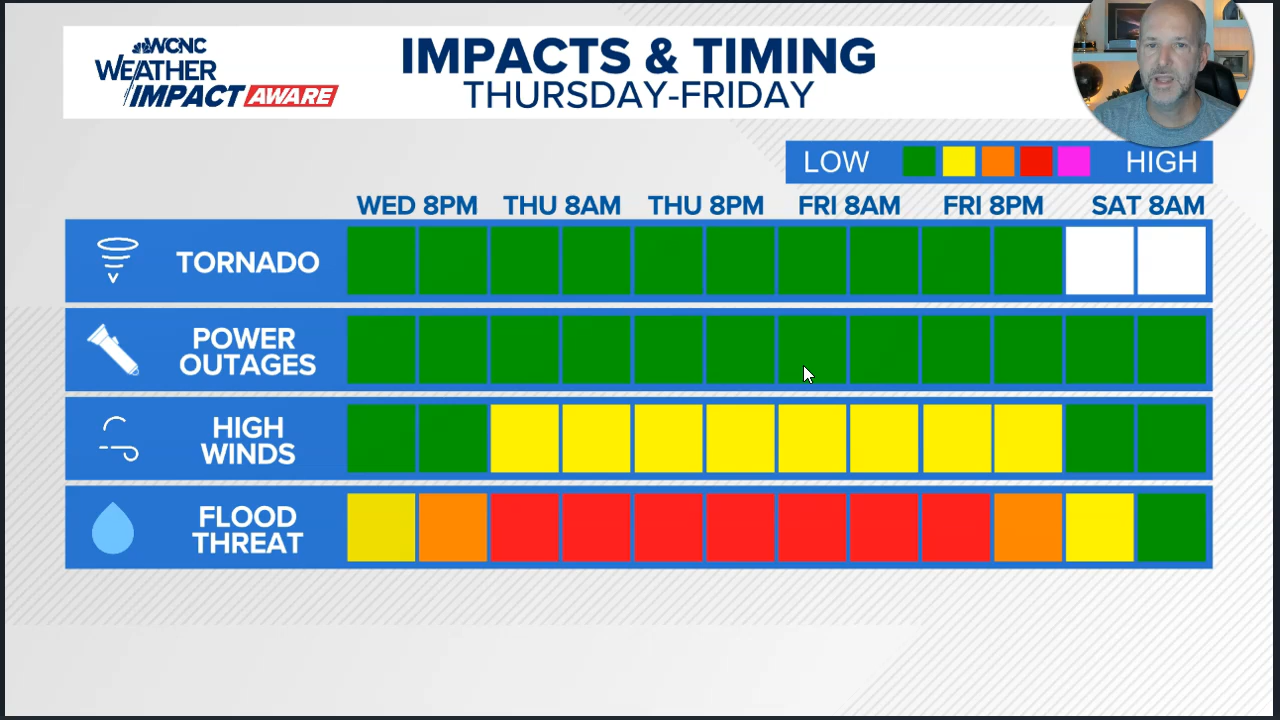 WCNC
WEATHER
IMPACT AWARE
IMPACTS & TIMING
THURSDAY-FRIDAY
LOW HIGH
WED 8PM THU 8AM THU 8PM FRI 8AM FRI 8PM SAT 8AM
TORNADO
POWER
OUTAGES
HIGH
WINDS
FLOOD
THREAT